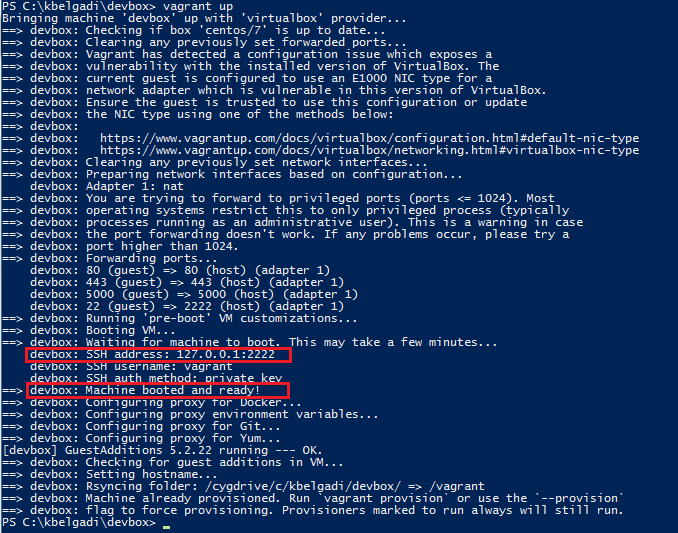 PS C:\kbelgadi\devbox> vagrant up
Bringing machine 'devbox' up with 'virtualbox' provider...
==> devbox: Checking if box 'centos/7' is up to date...
==> devbox: Clearing any previously set forwarded ports...
==> devbox: Vagrant has detected a configuration issue which exposes a
==> devbox: vulnerability with the installed version of VirtualBox. The
==> devbox: current guest is configured to use an E1000 NIC type for a
==> devbox: network adapter which is vulnerable in this version of VirtualBox.
==> devbox: Ensure the guest is trusted to use this configuration or update
==> devbox: the NIC type using one of the methods below:
==> devbox:
==> devbox:   https://www.vagrantup.com/docs/virtualbox/configuration.html#default-nic-type
==> devbox:   https://www.vagrantup.com/docs/virtualbox/networking.html#virtualbox-nic-type
==> devbox: Clearing any previously set network interfaces...
==> devbox: Preparing network interfaces based on configuration...
    devbox: Adapter 1: nat
==> devbox: You are trying to forward to privileged ports (ports <= 1024). Most
==> devbox: operating systems restrict this to only privileged process (typically
==> devbox: processes running as an administrative user). This is a warning in case
==> devbox: the port forwarding doesn't work. If any problems occur, please try a
==> devbox: port higher than 1024.
==> devbox: Forwarding ports...
    devbox: 80 (guest) => 80 (host) (adapter 1)
    devbox: 443 (guest) => 443 (host) (adapter 1)
    devbox: 5000 (guest) => 5000 (host) (adapter 1)
    devbox: 22 (guest) => 2222 (host) (adapter 1)
==> devbox: Running 'pre-boot' VM customizations...
==> devbox: Booting VM...
==> devbox: Waiting for machine to boot. This may take a few minutes...
    devbox: SSH address: 127.0.0.1:2222
    devbox: SSH username: vagrant
    devbox: SSH auth method: private key
==> devbox: Machine booted and ready!
==> devbox: Configuring proxy for Docker...
==> devbox: Configuring proxy environment variables...
==> devbox: Configuring proxy for Git...
==> devbox: Configuring proxy for Yum...
[devbox] GuestAdditions 5.2.22 running --- OK.
==> devbox: Checking for guest additions in VM...
==> devbox: Setting hostname...
==> devbox: Rsyncing folder: /cygdrive/c/kbelgadi/devbox/ => /vagrant
==> devbox: Machine already provisioned. Run `vagrant provision` or use the `--provision`
==> devbox: flag to force provisioning. Provisioners marked to run always will still run.
PS C:\kbelgadi\devbox>